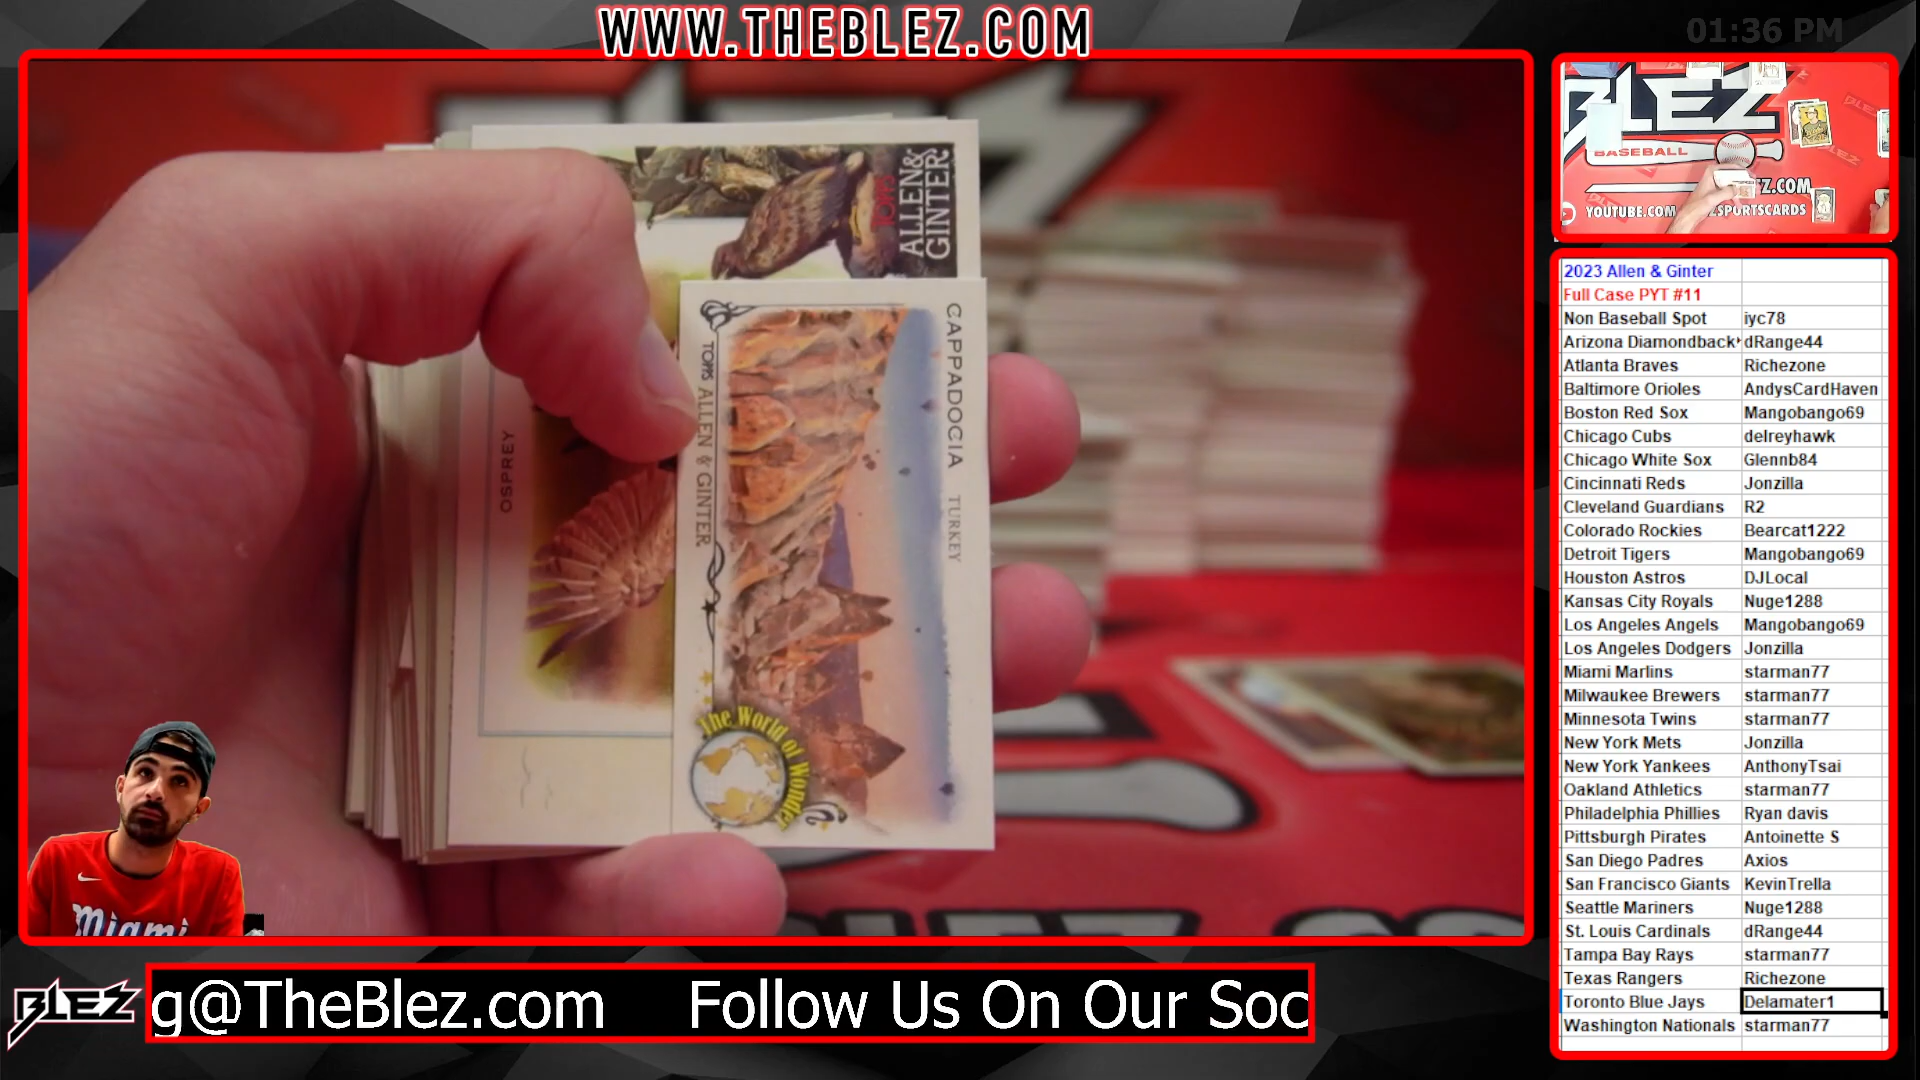 WWW.THEBLEZ.COM
01:36 PM
TOPPS
ALLEN&
GINTER
OSPREY
CAPPADOCIA TURKEY
TOPPS ALLEN & GINTER
The World of Wonder
Miami
BLEZ
BASEBALL
BLEZ
YOUTUBE.COM
2023 Allen & Ginter
Full Case PYT #11
Non Baseball Spot iyc78
Arizona Diamondback dRange44
Atlanta Braves Richezone
Baltimore Orioles AndysCardHaven
Boston Red Sox Mangobango69
Chicago Cubs delreyhawk
Chicago White Sox Glennb84
Cincinnati Reds Jonzilla
Cleveland Guardians R2
Colorado Rockies Bearcat1222
Detroit Tigers Mangobango69
Houston Astros DJLocal
Kansas City Royals Nuge1288
Los Angeles Angels Mangobango69
Los Angeles Dodgers Jonzilla
Miami Marlins starman77
Milwaukee Brewers starman77
Minnesota Twins starman77
New York Mets Jonzilla
New York Yankees AnthonyTsai
Oakland Athletics starman77
Philadelphia Phillies Ryan davis
Pittsburgh Pirates Antoinette S
San Diego Padres Axios
San Francisco Giants KevinTrella
Seattle Mariners Nuge1288
St. Louis Cardinals dRange44
Tampa Bay Rays starman77
Texas Rangers Richezone
Toronto Blue Jays Delamater1
Washington Nationals starman77
BLEZ
g@TheBlez.com Follow Us On Our Soc